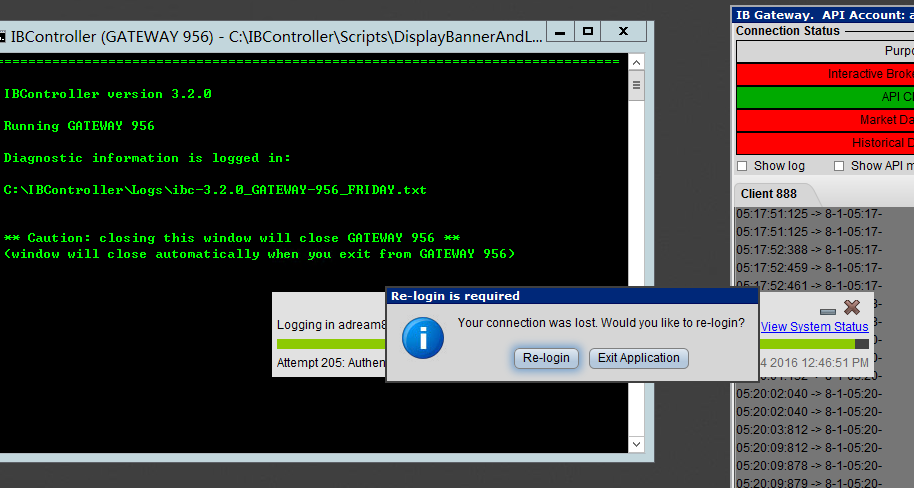 IBController (GATEWAY 956) - C:\IBController\Scripts\DisplayBannerAndL...
================================================================================
IBController version 3.2.0
Running GATEWAY 956
Diagnostic information is logged in:
C:\IBController\Logs\ibc-3.2.0_GATEWAY-956_FRIDAY.txt
** Caution: closing this window will close GATEWAY 956 **
(window will close automatically when you exit from GATEWAY 956)
Logging in
Attempt 205:
View System Status
2016 12:46:51 PM
Re-login is required
Your connection was lost. Would you like to re-login?
Re-login
Exit Application
IB Gateway. API Account:
Connection Status
Interactive
API
Market
Historical
Show log
Show API
Client 888
05:17:51:125 -> 8-1-05:17-
05:17:51:125 -> 8-1-05:17-
05:17:52:388 -> 8-1-05:17-
05:17:52:459 -> 8-1-05:17-
05:17:52:461 -> 8-1-05:17-
05:20:02:040 -> 8-1-05:20-
05:20:02:040 -> 8-1-05:20-
05:20:03:812 -> 8-1-05:20-
05:20:09:812 -> 8-1-05:20-
05:20:09:878 -> 8-1-05:20-
05:20:09:879 -> 8-1-05:20-